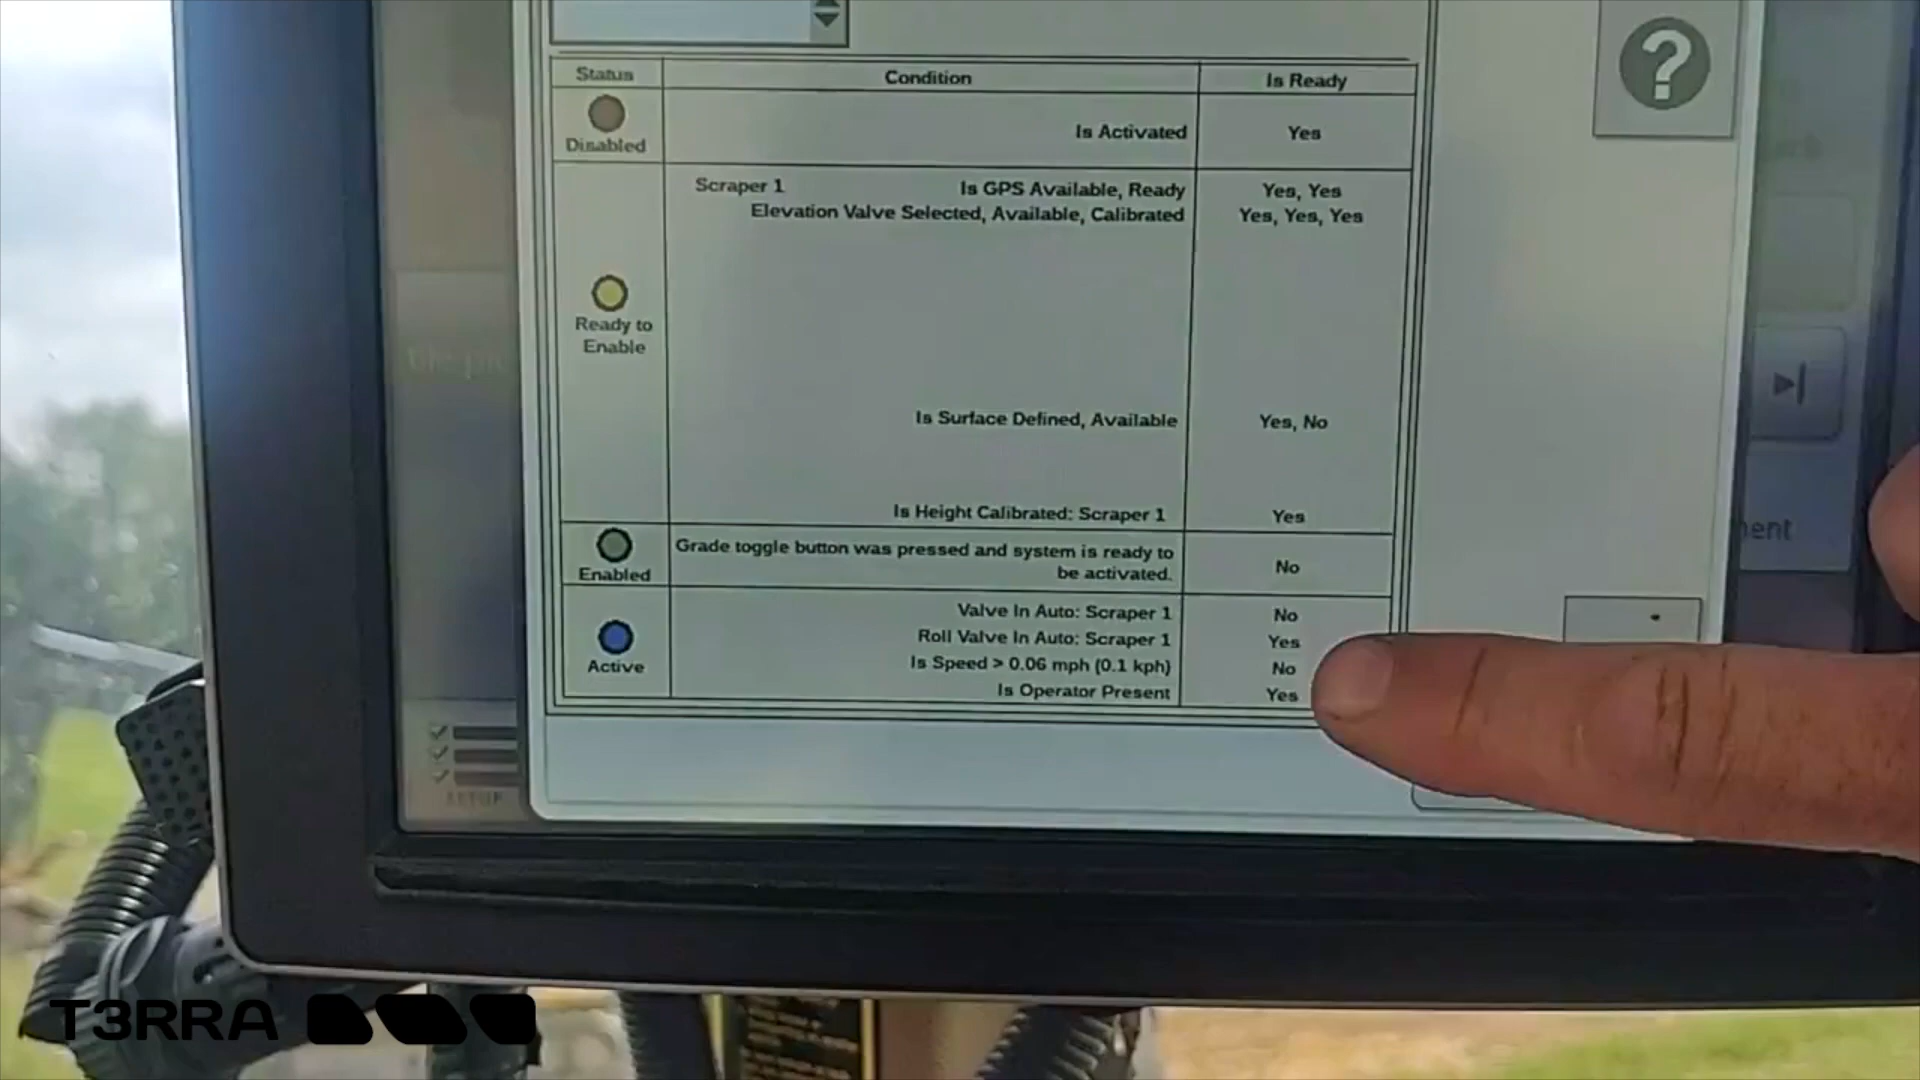 Status Condition Is Ready
Disabled
Is Activated Yes
Scraper 1 Is GPS Available, Ready Yes, Yes
Elevation Valve Selected, Available, Calibrated Yes, Yes, Yes
Ready to
Enable
Is Surface Defined, Available Yes, No
Is Height Calibrated: Scraper 1 Yes
Enabled
Grade toggle button was pressed and system is ready to
be activated.
No
Active
Valve In Auto: Scraper 1 No
Roll Valve In Auto: Scraper 1 Yes
Is Speed > 0.06 mph (0.1 kph) No
Is Operator Present Yes
?
ent
SETUP
T3RRA